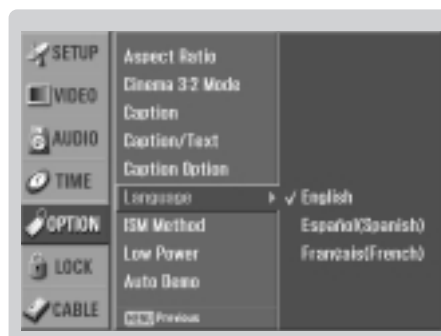 SETUP
VIDEO
AUDIO
TIME
OPTION
LOCK
CABLE
Aspect Ratio
Cinema 3:2 Mode
Caption
Caption/Text
Caption Option
Language
ISM Method
Low Power
Auto Demo
MENU Previous
✓ English
Español(Spanish)
Français(French)